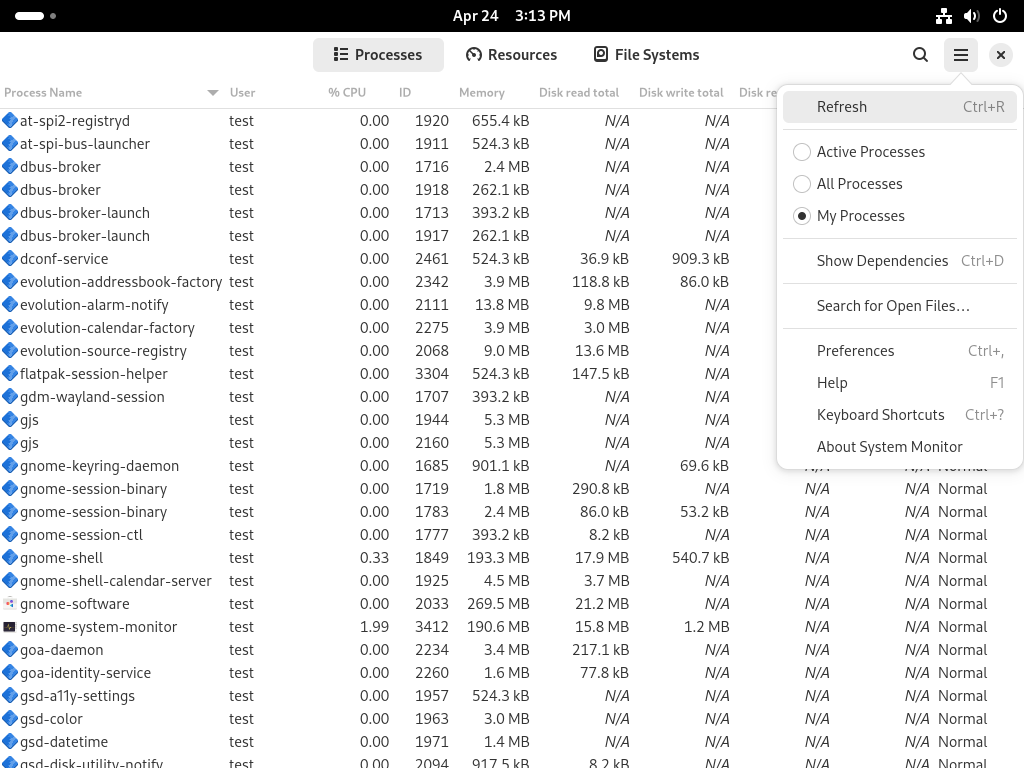 Apr 24 3:13 PM
Processes Resources File Systems
Process Name User % CPU ID Memory Disk read total Disk write total Disk re
at-spi2-registryd test 0.00 1920 655.4 kB N/A N/A
at-spi-bus-launcher test 0.00 1911 524.3 kB N/A N/A
dbus-broker test 0.00 1716 2.4 MB N/A N/A
dbus-broker test 0.00 1918 262.1 kB N/A N/A
dbus-broker-launch test 0.00 1713 393.2 kB N/A N/A
dbus-broker-launch test 0.00 1917 262.1 kB N/A N/A
dconf-service test 0.00 2461 524.3 kB 36.9 kB 909.3 kB
evolution-addressbook-factory test 0.00 2342 3.9 MB 118.8 kB 86.0 kB
evolution-alarm-notify test 0.00 2111 13.8 MB 9.8 MB N/A
evolution-calendar-factory test 0.00 2275 3.9 MB 3.0 MB N/A
evolution-source-registry test 0.00 2068 9.0 MB 13.6 MB N/A
flatpak-session-helper test 0.00 3304 524.3 kB 147.5 kB N/A
gdm-wayland-session test 0.00 1707 393.2 kB N/A N/A
gjs test 0.00 1944 5.3 MB N/A N/A
gjs test 0.00 2160 5.3 MB N/A N/A
gnome-keyring-daemon test 0.00 1685 901.1 kB N/A 69.6 kB N/A N/A Normal
gnome-session-binary test 0.00 1719 1.8 MB 290.8 kB N/A N/A N/A Normal
gnome-session-binary test 0.00 1783 2.4 MB 86.0 kB 53.2 kB N/A N/A Normal
gnome-session-ctl test 0.00 1777 393.2 kB 8.2 kB N/A N/A N/A Normal
gnome-shell test 0.33 1849 193.3 MB 17.9 MB 540.7 kB N/A N/A Normal
gnome-shell-calendar-server test 0.00 1925 4.5 MB 3.7 MB N/A N/A N/A Normal
gnome-software test 0.00 2033 269.5 MB 21.2 MB N/A N/A N/A Normal
gnome-system-monitor test 1.99 3412 190.6 MB 15.8 MB 1.2 MB N/A N/A Normal
goa-daemon test 0.00 2234 3.4 MB 217.1 kB N/A N/A N/A Normal
goa-identity-service test 0.00 2260 1.6 MB 77.8 kB N/A N/A N/A Normal
gsd-a11y-settings test 0.00 1957 524.3 kB N/A N/A N/A N/A Normal
gsd-color test 0.00 1963 3.0 MB N/A N/A N/A N/A Normal
gsd-datetime test 0.00 1971 1.4 MB N/A N/A N/A N/A Normal
gsd-disk-utility-notify test 0.00 2094 917.5 kB 8.2 kB N/A N/A N/A Normal
Refresh Ctrl+R
Active Processes
All Processes
My Processes
Show Dependencies Ctrl+D
Search for Open Files…
Preferences Ctrl+,
Help F1
Keyboard Shortcuts Ctrl+?
About System Monitor